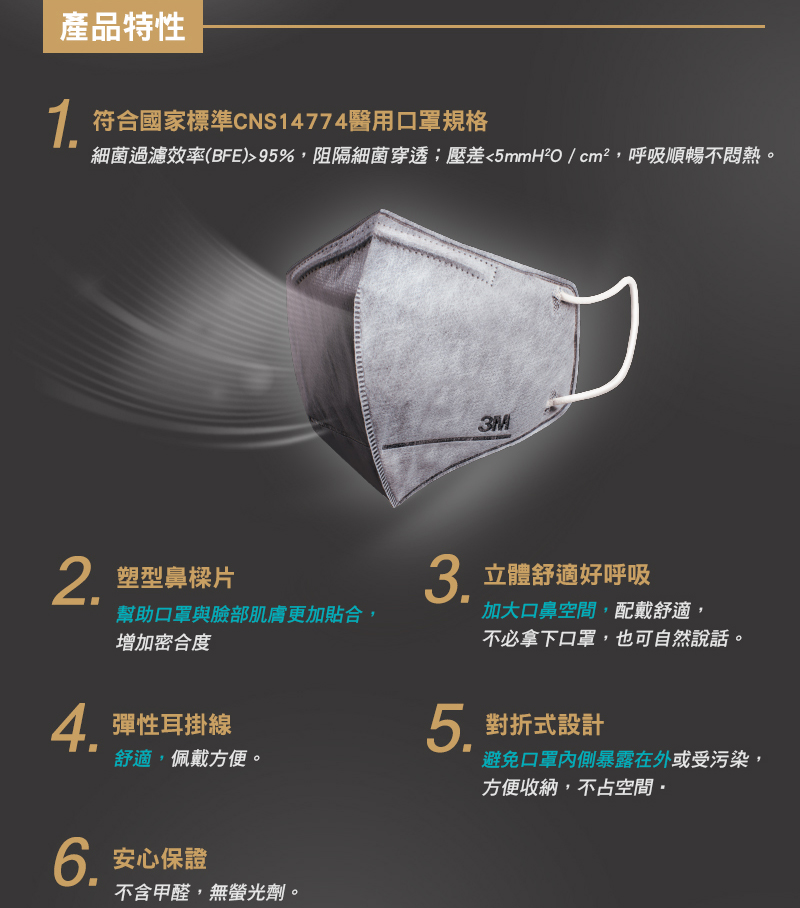 產品特性
1. 符合國家標準CNS14774醫用口罩規格
細菌過濾效率(BFE)>95%，阻隔細菌穿透；壓差<5mmH²O / cm²，呼吸順暢不悶熱。
3M
2. 塑型鼻樑片
幫助口罩與臉部肌膚更加貼合，
增加密合度
3. 立體舒適好呼吸
加大口鼻空間，配戴舒適，
不必拿下口罩，也可自然說話。
4. 彈性耳掛線
舒適，佩戴方便。
5. 對折式設計
避免口罩內側暴露在外或受污染，
方便收納，不占空間．
6. 安心保證
不含甲醛，無螢光劑。